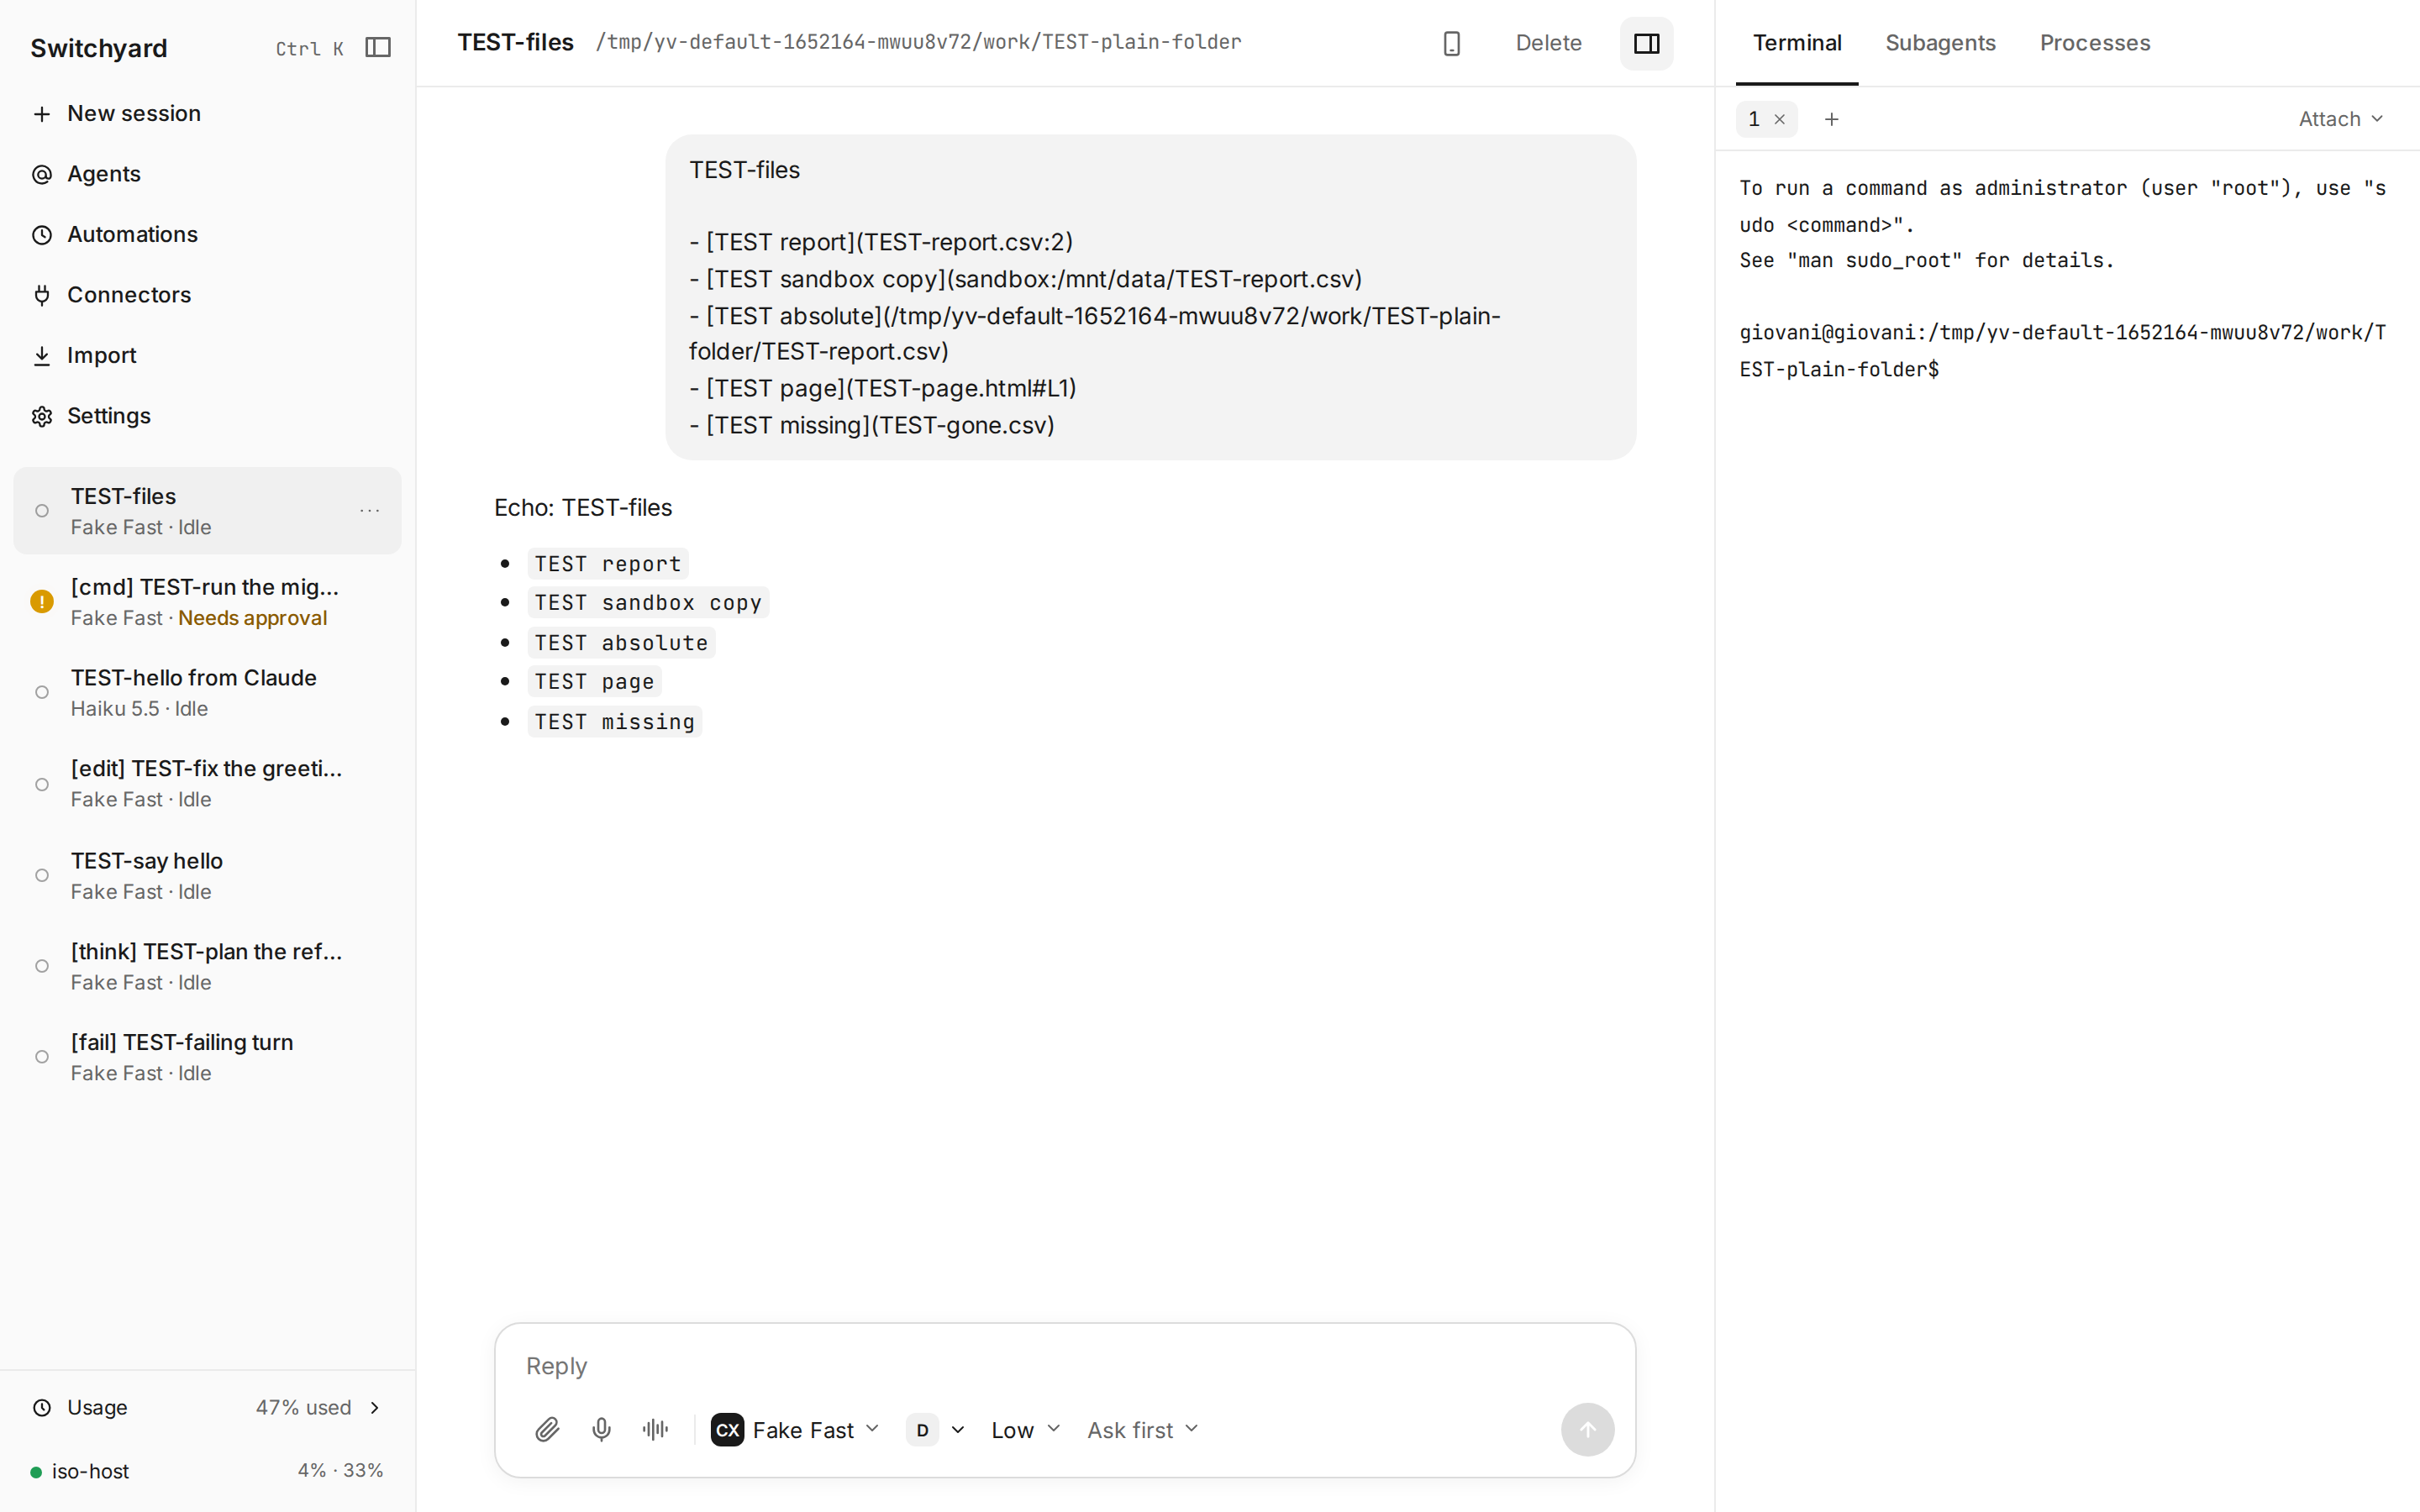 Switchyard
Ctrl K
New session
Agents
Automations
Connectors
Import
Settings
TEST-files
Fake Fast · Idle
[cmd] TEST-run the mig...
Fake Fast · Needs approval
TEST-hello from Claude
Haiku 5.5 · Idle
[edit] TEST-fix the greeti...
Fake Fast · Idle
TEST-say hello
Fake Fast · Idle
[think] TEST-plan the ref...
Fake Fast · Idle
[fail] TEST-failing turn
Fake Fast · Idle
Usage 47% used
iso-host 4% · 33%
TEST-files /tmp/yv-default-1652164-mwuu8v72/work/TEST-plain-folder
Delete
TEST-files
- [TEST report](TEST-report.csv:2)
- [TEST sandbox copy](sandbox:/mnt/data/TEST-report.csv)
- [TEST absolute](/tmp/yv-default-1652164-mwuu8v72/work/TEST-plain-
folder/TEST-report.csv)
- [TEST page](TEST-page.html#L1)
- [TEST missing](TEST-gone.csv)
Echo: TEST-files
• TEST report
• TEST sandbox copy
• TEST absolute
• TEST page
• TEST missing
Reply
CX Fake Fast D Low Ask first
Terminal Subagents Processes
1 × + Attach
To run a command as administrator (user "root"), use "s
udo <command>".
See "man sudo_root" for details.
giovani@giovani:/tmp/yv-default-1652164-mwuu8v72/work/T
EST-plain-folder$